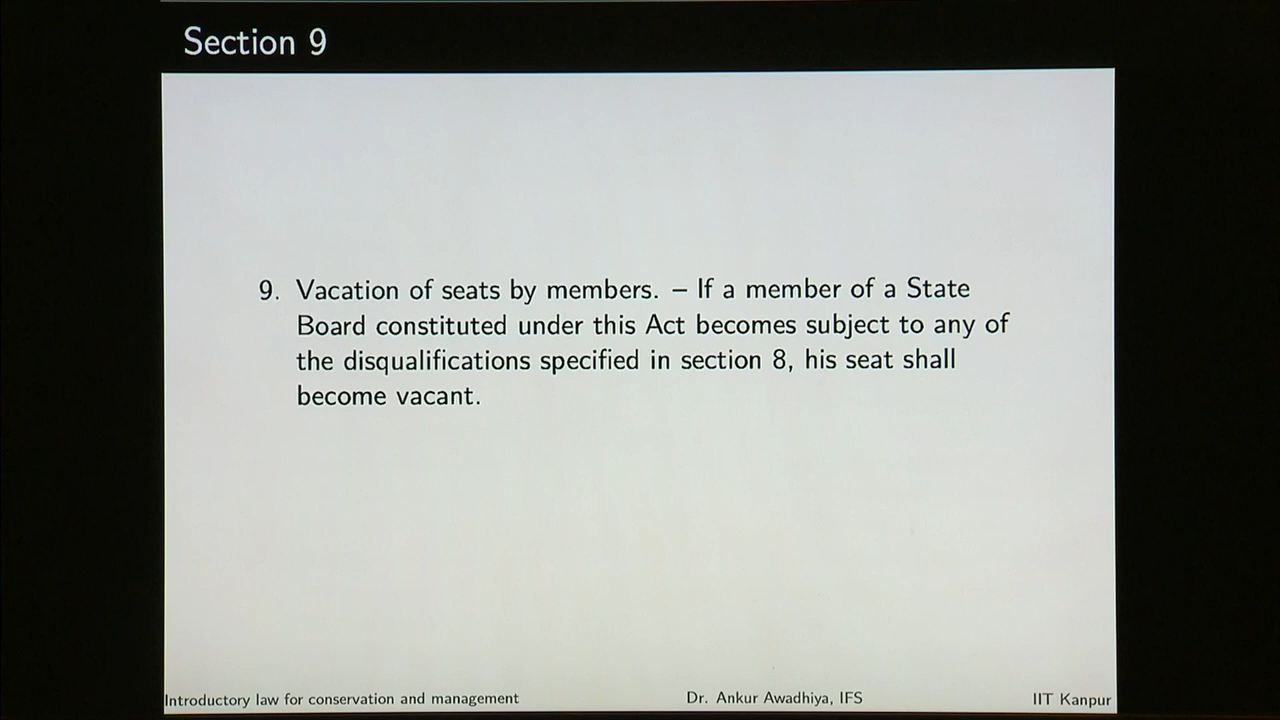 Section 9
9. Vacation of seats by members. – If a member of a State
Board constituted under this Act becomes subject to any of
the disqualifications specified in section 8, his seat shall
become vacant.
Introductory law for conservation and management Dr. Ankur Awadhiya, IFS IIT Kanpur